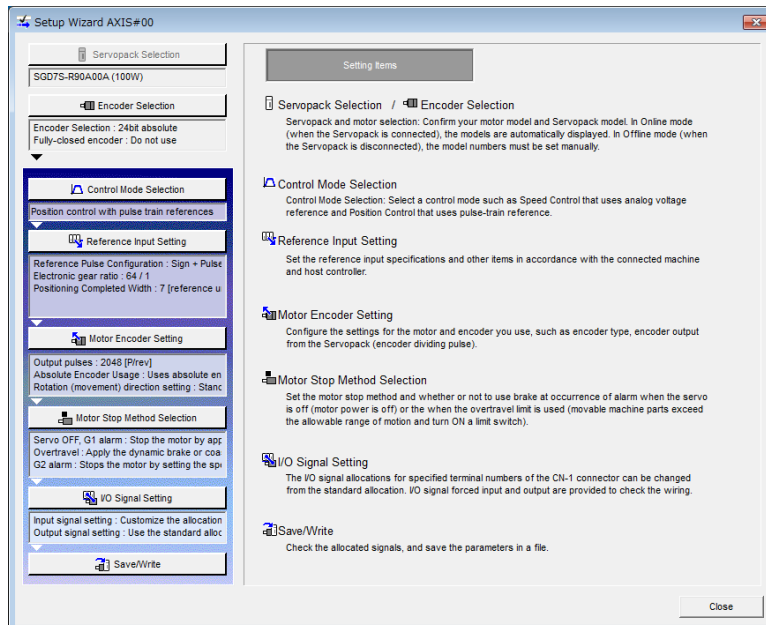 Setup Wizard AXIS#00
Servopack Selection
SGD7S-R90A00A (100W)
Encoder Selection
Encoder Selection : 24bit absolute
Fully-closed encoder : Do not use
Control Mode Selection
Position control with pulse train references
Reference Input Setting
Reference Pulse Configuration : Sign + Pulse
Electronic gear ratio : 64 / 1
Positioning Completed Width : 7 [reference u
Motor Encoder Setting
Output pulses : 2048 [P/rev]
Absolute Encoder Usage : Uses absolute en
Rotation (movement) direction setting : Stanc
Motor Stop Method Selection
Servo OFF, G1 alarm : Stop the motor by app
Overtravel : Apply the dynamic brake or coa
G2 alarm : Stops the motor by setting the spe
I/O Signal Setting
Input signal setting : Customize the allocation
Output signal setting : Use the standard alloc
Save/Write
Setting Items
Servopack Selection / Encoder Selection
Servopack and motor selection: Confirm your motor model and Servopack model. In Online mode
(when the Servopack is connected), the models are automatically displayed. In Offline mode (when
the Servopack is disconnected), the model numbers must be set manually.
Control Mode Selection
Control Mode Selection: Select a control mode such as Speed Control that uses analog voltage
reference and Position Control that uses pulse-train reference.
Reference Input Setting
Set the reference input specifications and other items in accordance with the connected machine
and host controller.
Motor Encoder Setting
Configure the settings for the motor and encoder you use, such as encoder type, encoder output
from the Servopack (encoder dividing pulse).
Motor Stop Method Selection
Set the motor stop method and whether or not to use brake at occurrence of alarm when the servo
is off (motor power is off) or the when the overtravel limit is used (movable machine parts exceed
the allowable range of motion and turn ON a limit switch).
I/O Signal Setting
The I/O signal allocations for specified terminal numbers of the CN-1 connector can be changed
from the standard allocation. I/O signal forced input and output are provided to check the wiring.
Save/Write
Check the allocated signals, and save the parameters in a file.
Close